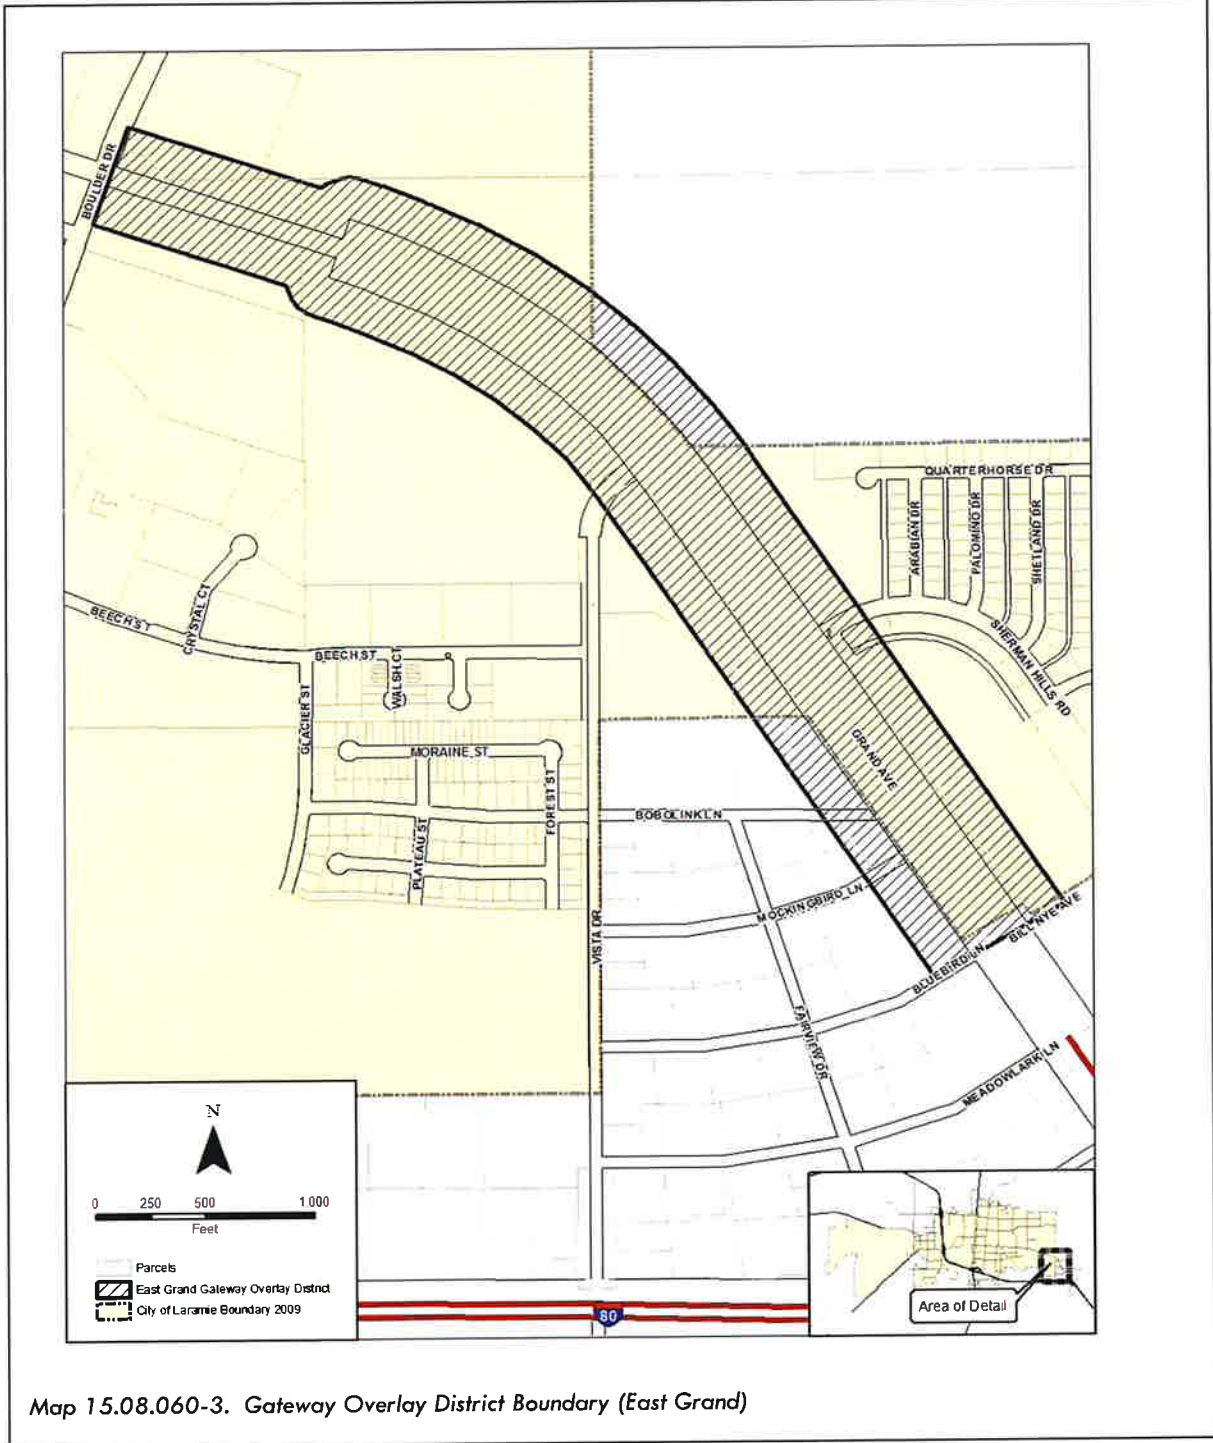 BOULDER DR
QUARTERHORSE DR
ARABIAN DR
PALOMINO DR
SHETLAND DR
SHERMAN HILLS RD
BEECH ST
CRYSTAL CT
BEECH ST
WALSH CT
GLACIER ST
MORAINE ST
FOREST ST
PLATEAU ST
GRAND AVE
BOBOLINK LN
MOCKINGBIRD LN
VISTA DR
BLUEBIRD LN
BILL NYE AVE
FAIRVIEW DR
MEADOWLARK LN
N
0 250 500 1,000
Feet
Parcels
East Grand Gateway Overlay District
City of Laramie Boundary 2009
80
Area of Detail
Map 15.08.060-3. Gateway Overlay District Boundary (East Grand)